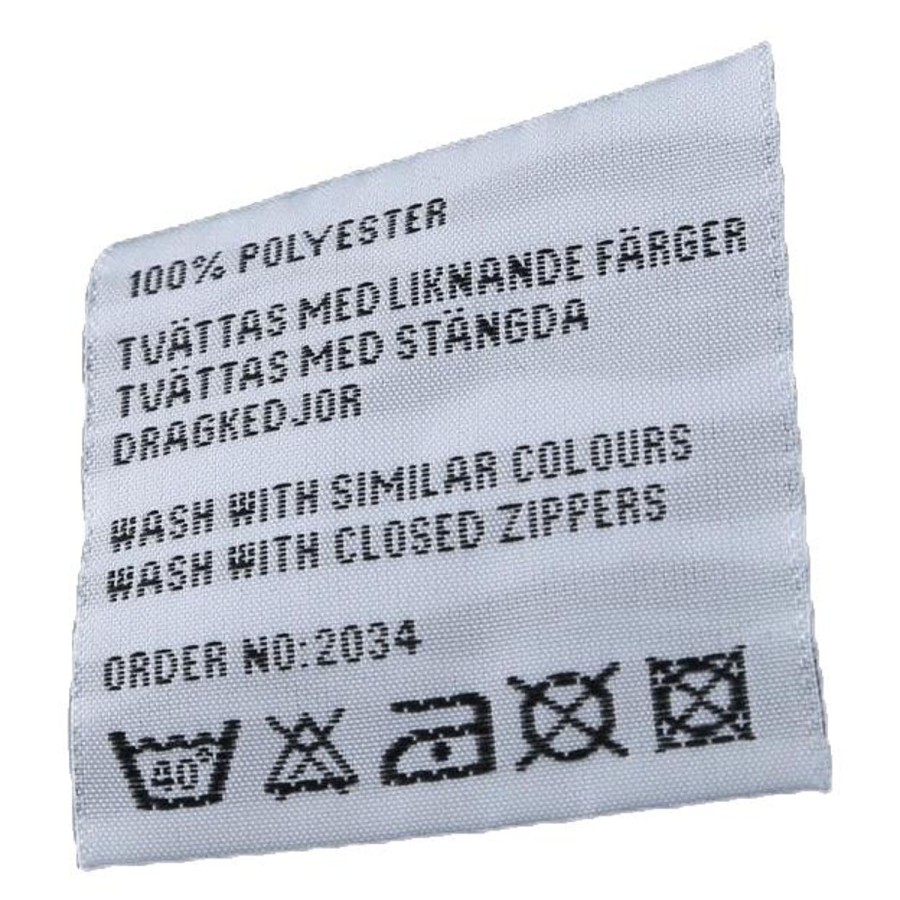 100% POLYESTER
TVÄTTAS MED LIKNANDE FÄRGER
TVÄTTAS MED STÄNGDA
DRAGKEDJOR
WASH WITH SIMILAR COLOURS
WASH WITH CLOSED ZIPPERS
ORDER NO:2034
40°